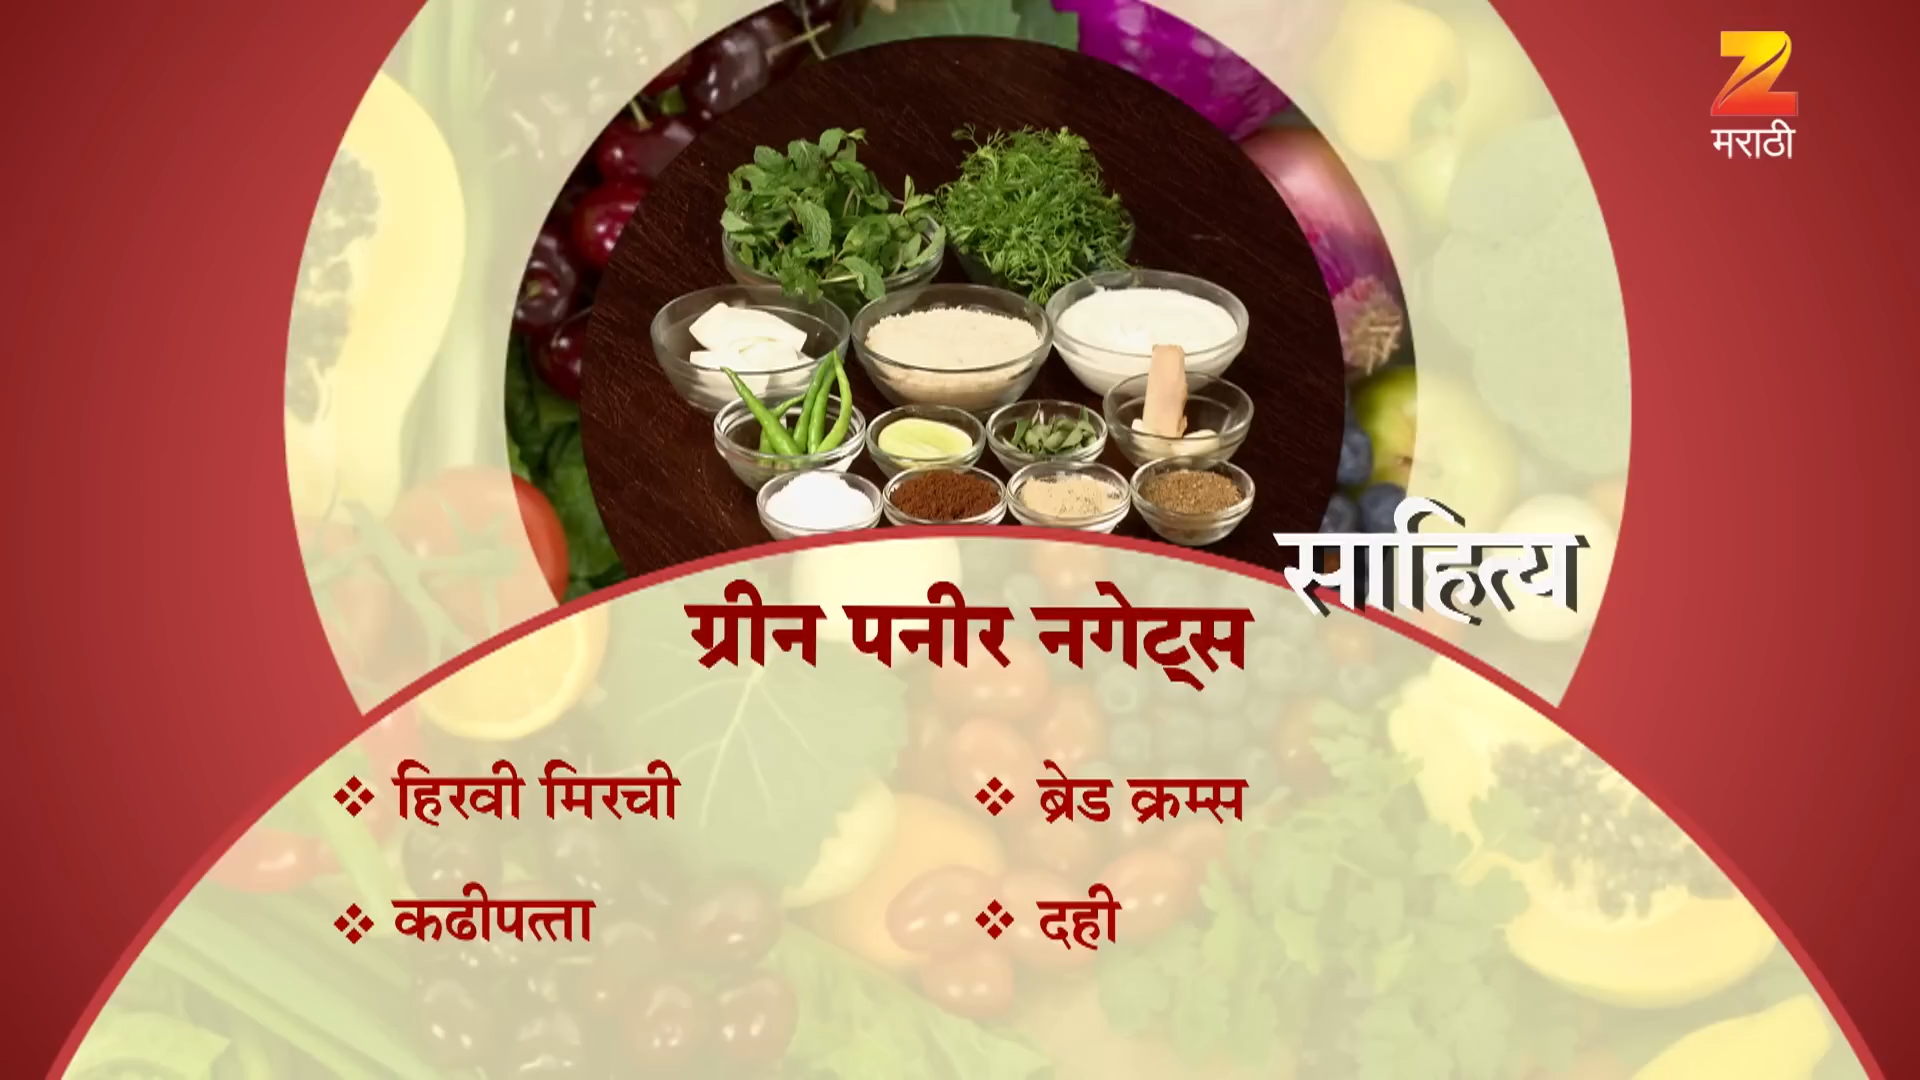 मराठी
साहित्य
ग्रीन पनीर नगेट्स
हिरवी मिरची
ब्रेड क्रम्स
कढीपत्ता
दही